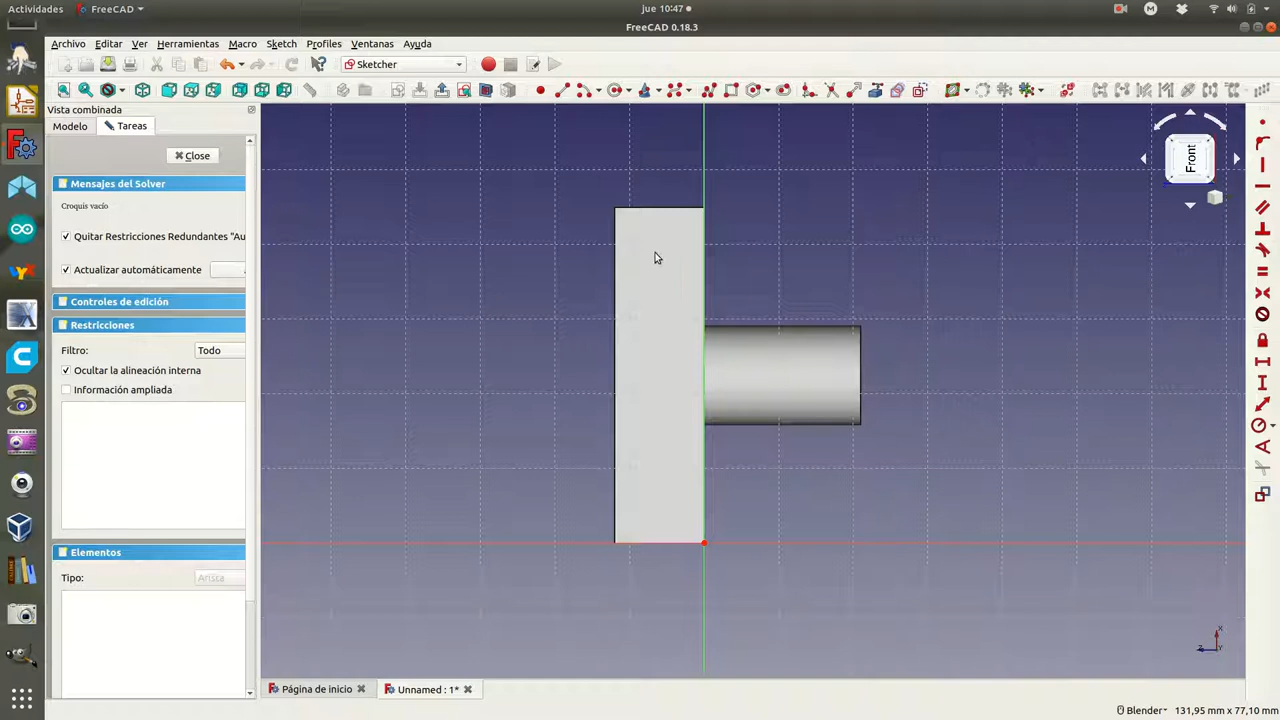 Actividades FreeCAD jue 10:47
FreeCAD 0.18.3
Archivo Editar Ver Herramientas Macro Sketch Profiles Ventanas Ayuda
Sketcher
Vista combinada
Modelo Tareas
Close
Mensajes del Solver
Croquis vacío
Quitar Restricciones Redundantes "Au
Actualizar automáticamente
Controles de edición
Restricciones
Filtro: Todo
Ocultar la alineación interna
Información ampliada
Elementos
Tipo: Arista
Front
X
Z
Y
Página de inicio Unnamed : 1*
Blender 131,95 mm x 77,10 mm